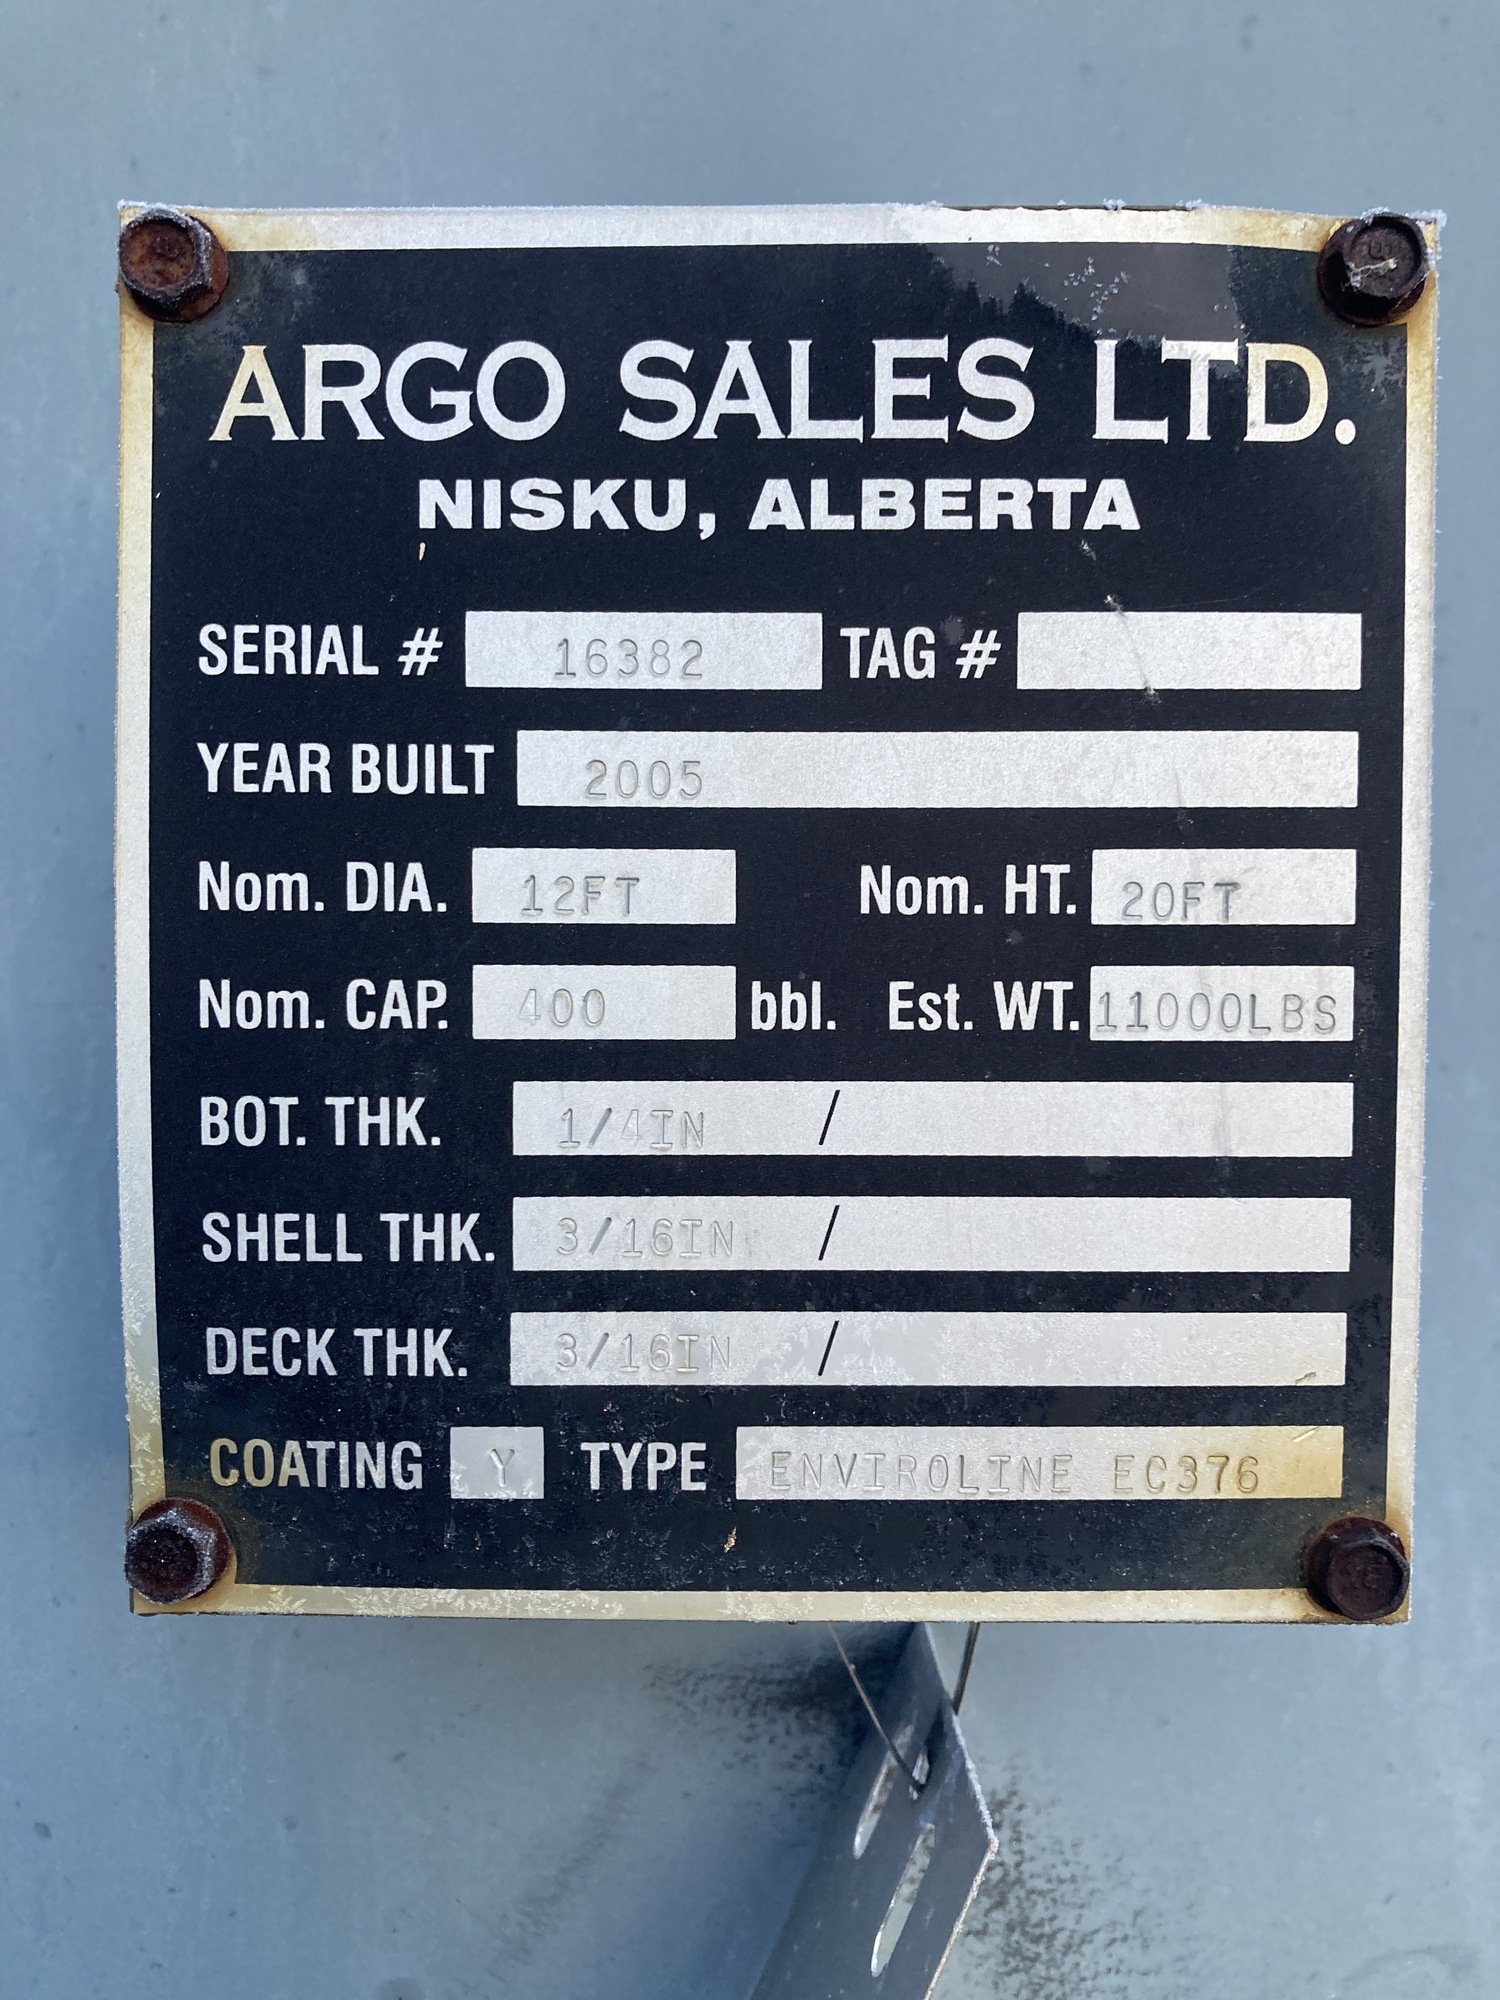 ARGO SALES LTD.
NISKU, ALBERTA
SERIAL # 16382 TAG #
YEAR BUILT 2005
Nom. DIA. 12FT Nom. HT. 20FT
Nom. CAP. 400 bbl. Est. WT. 11000LBS
BOT. THK. 1/4IN /
SHELL THK. 3/16IN /
DECK THK. 3/16IN /
COATING Y TYPE ENVIROLINE EC376